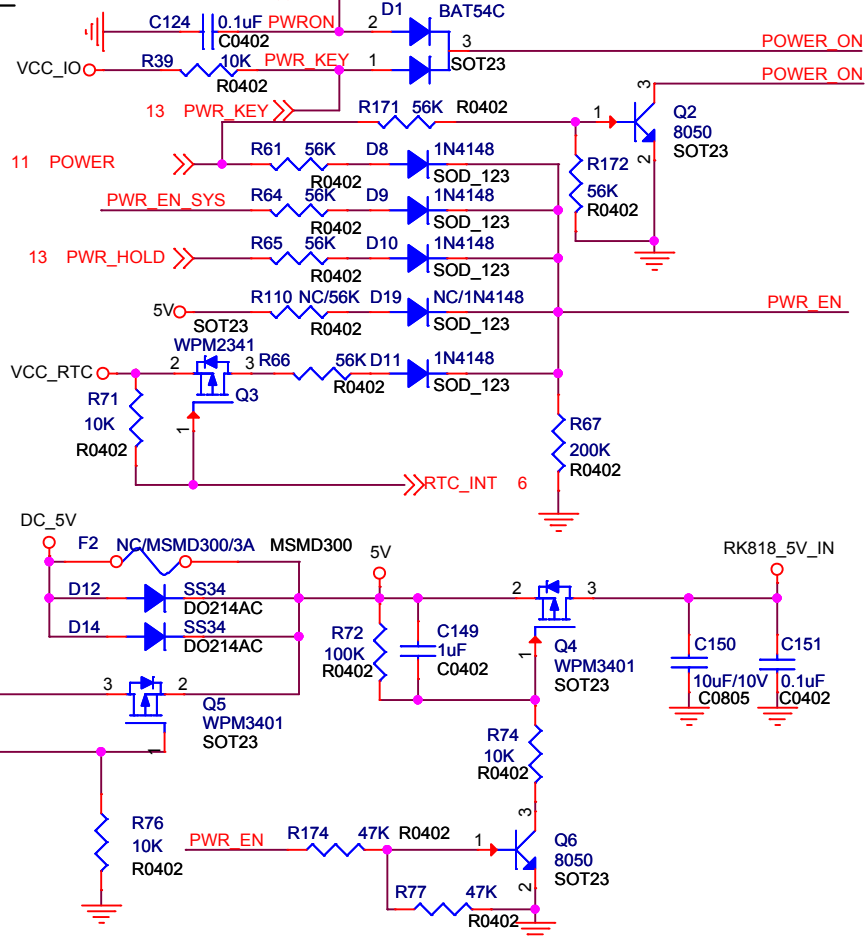 D1 BAT54C
C124 0.1uF PWRON 2
C0402 3 POWER_ON
VCC_IO R39 10K PWR_KEY 1 SOT23
R0402 POWER_ON
13 PWR_KEY R171 56K R0402 3
1 Q2
8050
11 POWER R61 56K D8 1N4148 SOT23
R0402 SOD_123 R172 2
PWR_EN_SYS R64 56K D9 1N4148 56K
R0402 SOD_123 R0402
13 PWR_HOLD R65 56K D10 1N4148
R0402 SOD_123
5V R110 NC/56K D19 NC/1N4148 PWR_EN
SOT23 R0402 SOD_123
WPM2341
VCC_RTC 2 3 R66 56K D11 1N4148
R0402 SOD_123
R71 Q3
10K 1 R67
R0402 200K
R0402
RTC_INT 6
DC_5V
F2 NC/MSMD300/3A MSMD300 5V RK818_5V_IN
D12 SS34 2 3
DO214AC
D14 SS34 R72 C149 Q4 C150 C151
DO214AC 100K 1uF 1 WPM3401
R0402 C0402 SOT23 10uF/10V 0.1uF
3 2 Q5 C0805 C0402
WPM3401
SOT23 R74
1 10K
R0402
R76 3
10K PWR_EN R174 47K R0402 1 Q6
R0402 8050
SOT23
R77 47K 2
R0402